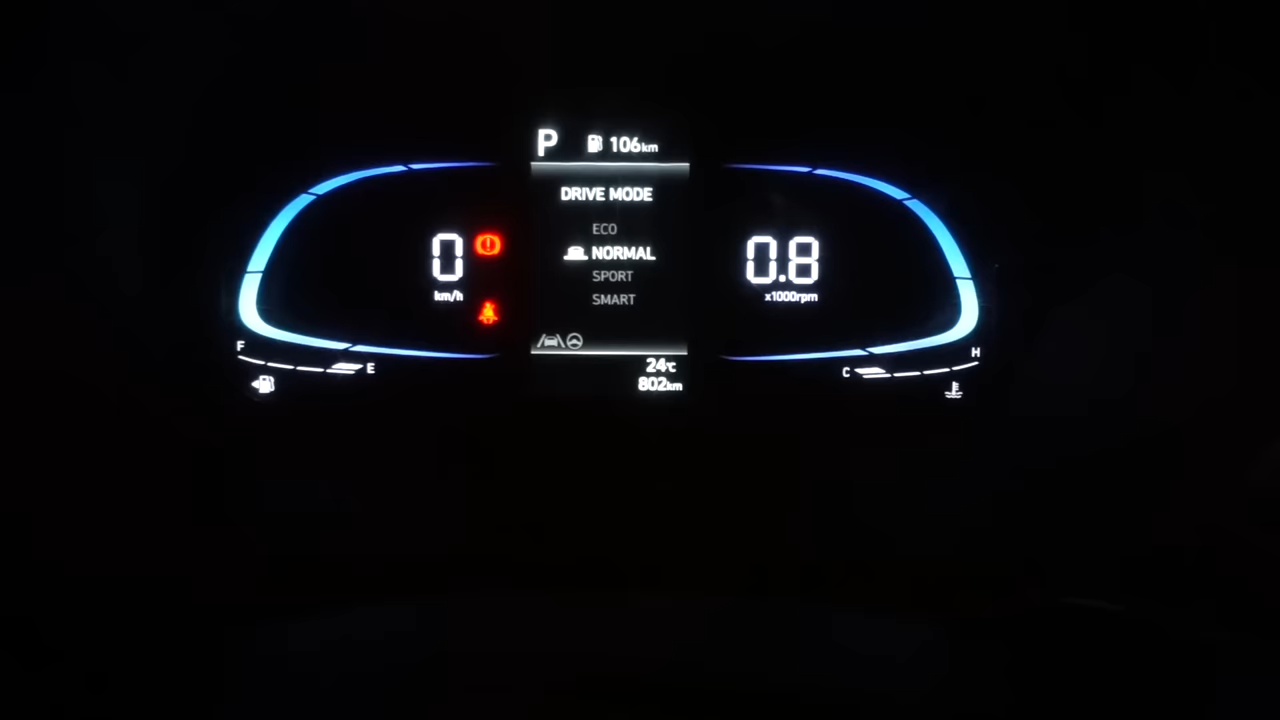 P 106km
DRIVE MODE
ECO
NORMAL
SPORT
SMART
0
km/h
0.8
x1000rpm
F
E
24℃
802km
C
H